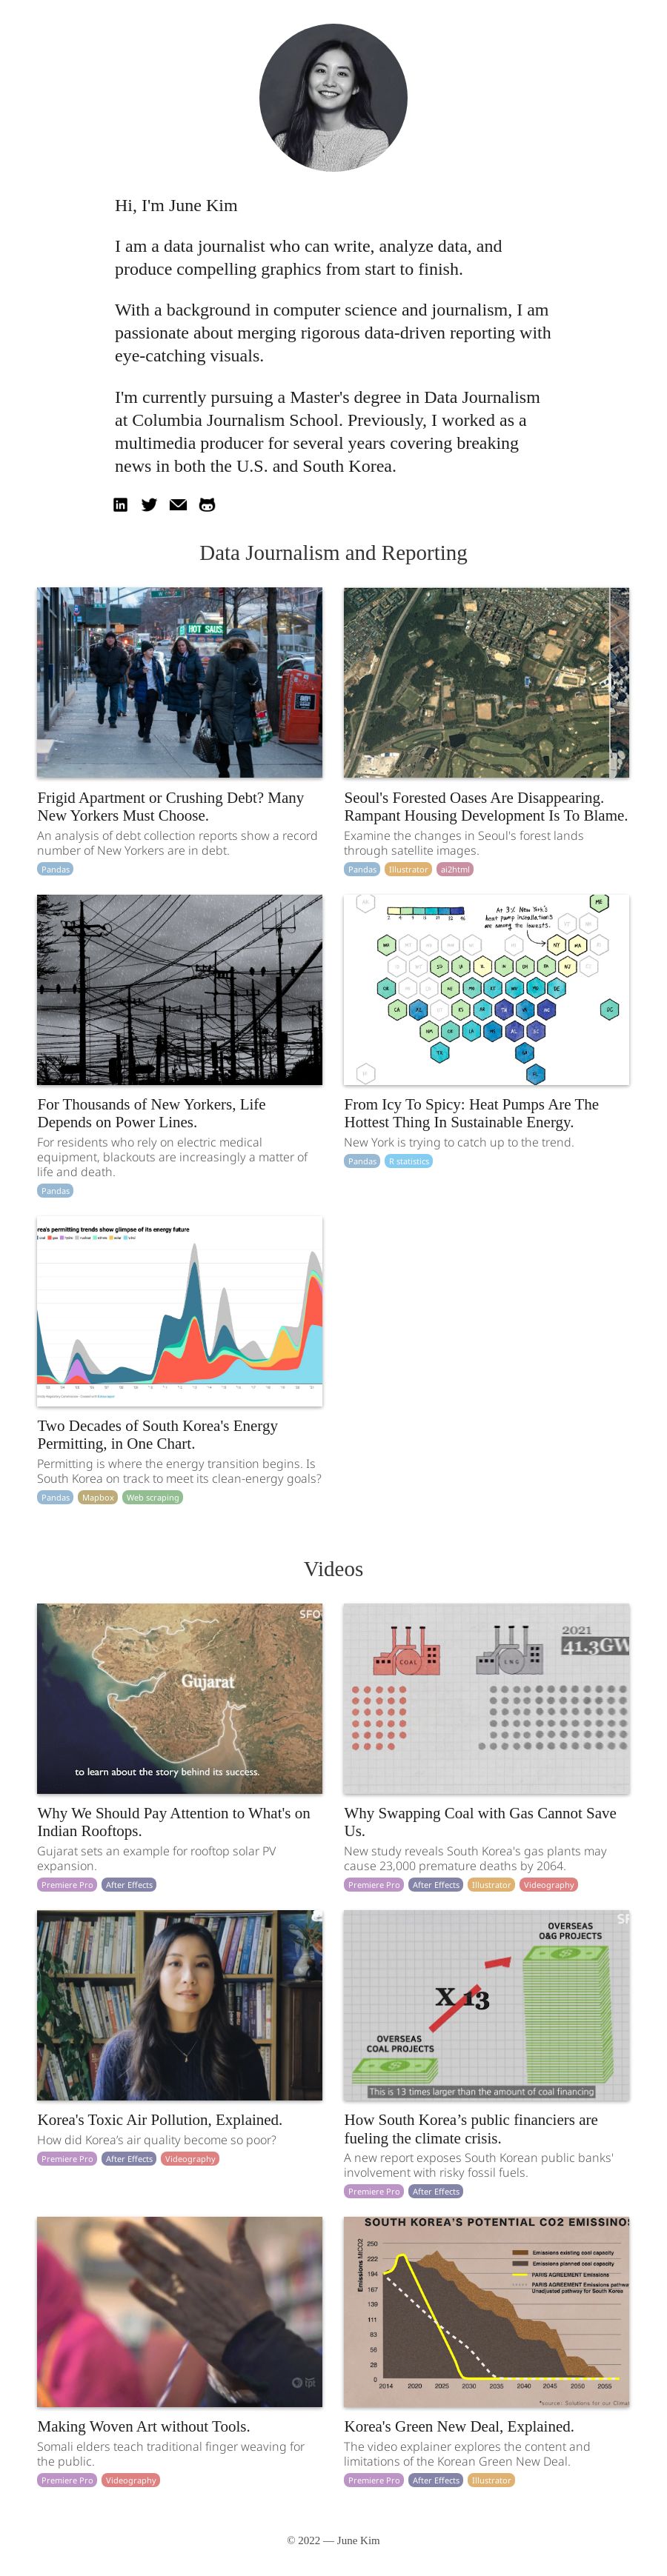 Hi, I'm June Kim
I am a data journalist who can write, analyze data, and
produce compelling graphics from start to finish.
With a background in computer science and journalism, I am
passionate about merging rigorous data-driven reporting with
eye-catching visuals.
I'm currently pursuing a Master's degree in Data Journalism
at Columbia Journalism School. Previously, I worked as a
multimedia producer for several years covering breaking
news in both the U.S. and South Korea.
Data Journalism and Reporting
HOT SAUS
Frigid Apartment or Crushing Debt? Many
New Yorkers Must Choose.
An analysis of debt collection reports show a record
number of New Yorkers are in debt.
Pandas
Seoul's Forested Oases Are Disappearing.
Rampant Housing Development Is To Blame.
Examine the changes in Seoul's forest lands
through satellite images.
Pandas Illustrator ai2html
For Thousands of New Yorkers, Life
Depends on Power Lines.
For residents who rely on electric medical
equipment, blackouts are increasingly a matter of
life and death.
Pandas
At 3% New York's
heat pump installations
are among the lowests.
From Icy To Spicy: Heat Pumps Are The
Hottest Thing In Sustainable Energy.
New York is trying to catch up to the trend.
Pandas R statistics
rea's permitting trends show glimpse of its energy future
Two Decades of South Korea's Energy
Permitting, in One Chart.
Permitting is where the energy transition begins. Is
South Korea on track to meet its clean-energy goals?
Pandas Mapbox Web scraping
Videos
SFO
Gujarat
to learn about the story behind its success.
Why We Should Pay Attention to What's on
Indian Rooftops.
Gujarat sets an example for rooftop solar PV
expansion.
Premiere Pro After Effects
2021
41.3GW
COAL
LNG
Why Swapping Coal with Gas Cannot Save
Us.
New study reveals South Korea's gas plants may
cause 23,000 premature deaths by 2064.
Premiere Pro After Effects Illustrator Videography
Korea's Toxic Air Pollution, Explained.
How did Korea's air quality become so poor?
Premiere Pro After Effects Videography
SF
OVERSEAS
O&G PROJECTS
X 13
OVERSEAS
COAL PROJECTS
This is 13 times larger than the amount of coal financing
How South Korea’s public financiers are
fueling the climate crisis.
A new report exposes South Korean public banks'
involvement with risky fossil fuels.
Premiere Pro After Effects
tpt
Making Woven Art without Tools.
Somali elders teach traditional finger weaving for
the public.
Premiere Pro Videography
SOUTH KOREA'S POTENTIAL CO2 EMISSINOS
Emissions MtCO2
250
222
194
167
139
111
83
56
28
0
2014 2020 2025 2030 2035 2040 2045 2050 2055
Emissions existing coal capacity
Emissions planned coal capacity
PARIS AGREEMENT Emissions
PARIS AGREEMENT Emissions pathwa
Unadjusted pathway for South Korea
*source: Solutions for our Climat
Korea's Green New Deal, Explained.
The video explainer explores the content and
limitations of the Korean Green New Deal.
Premiere Pro After Effects Illustrator
© 2022 — June Kim